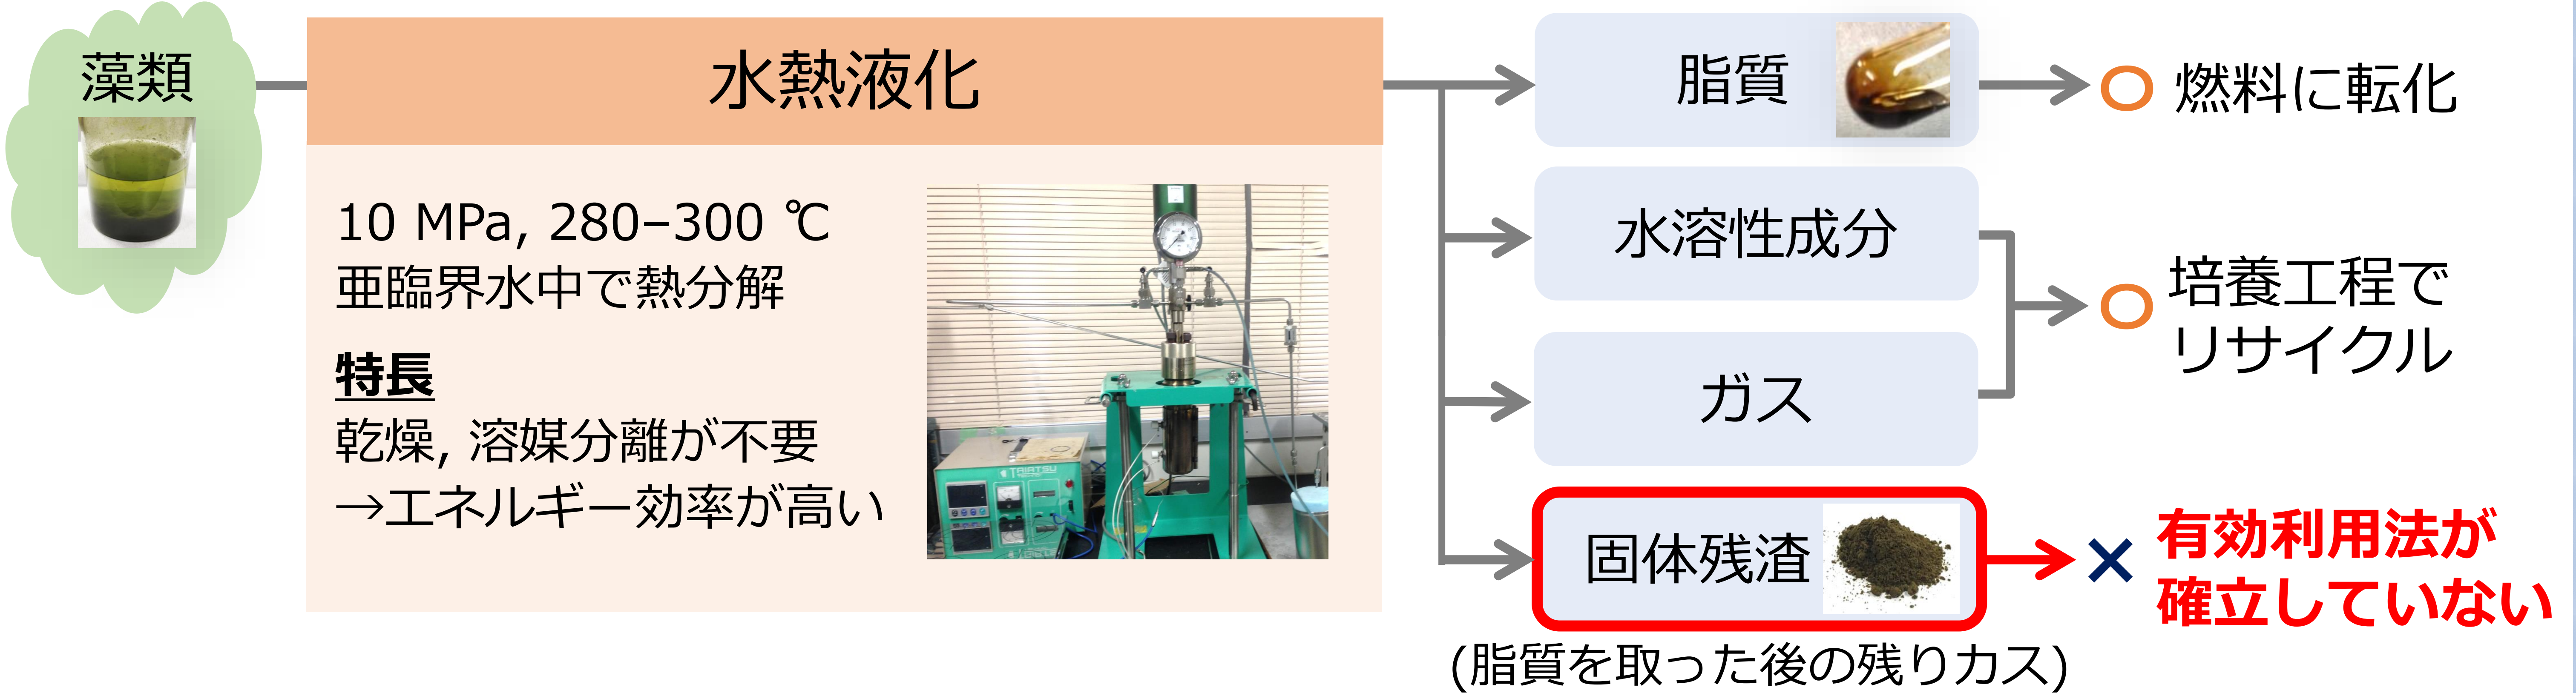 藻類
水熱液化
10 MPa, 280–300 ℃
亜臨界水中で熱分解
特長
乾燥, 溶媒分離が不要
→エネルギー効率が高い
TAIATSU
脂質
水溶性成分
ガス
固体残渣
(脂質を取った後の残りカス)
○ 燃料に転化
○ 培養工程で
リサイクル
× 有効利用法が
確立していない